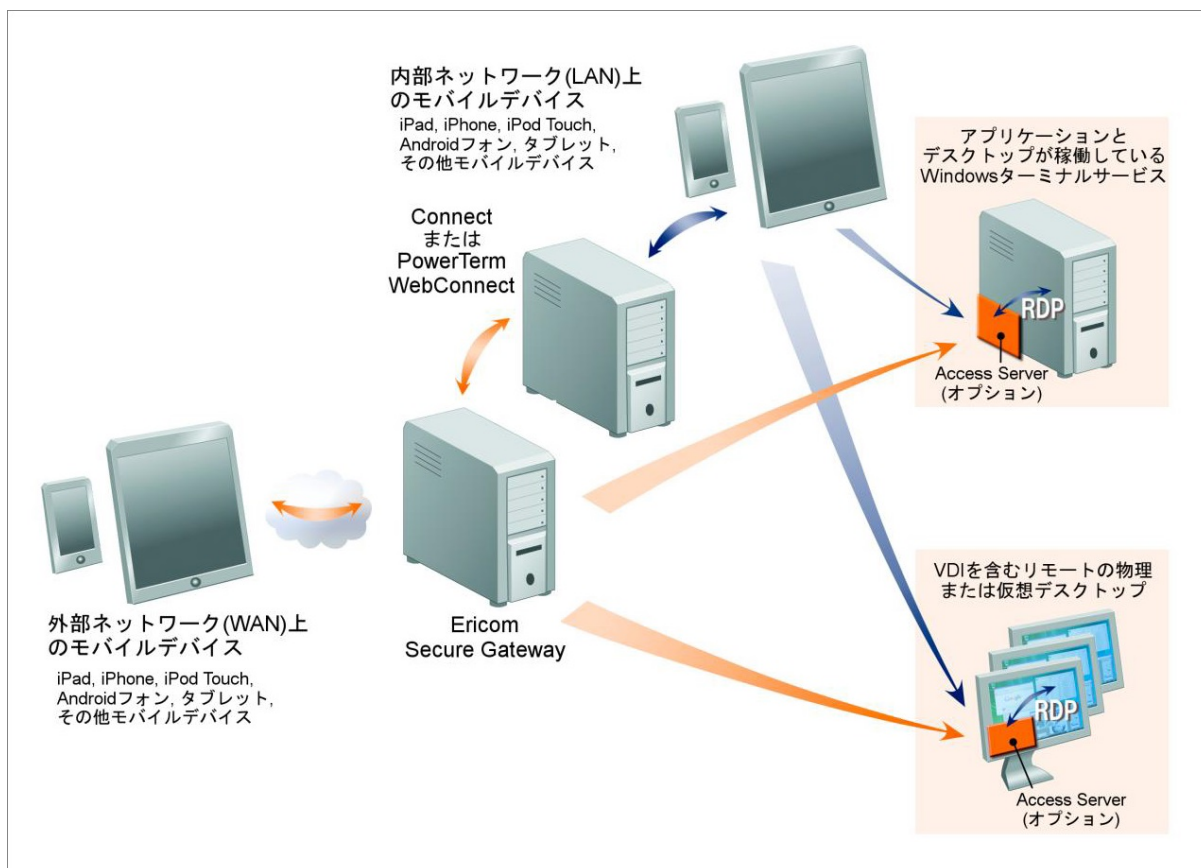 内部ネットワーク(LAN)上
のモバイルデバイス
iPad, iPhone, iPod Touch,
Androidフォン, タブレット,
その他モバイルデバイス
アプリケーションと
デスクトップが稼働している
Windowsターミナルサービス
Connect
または
PowerTerm
WebConnect
RDP
Access Server
(オプション)
外部ネットワーク(WAN)上
のモバイルデバイス
iPad, iPhone, iPod Touch,
Androidフォン, タブレット,
その他モバイルデバイス
Ericom
Secure Gateway
VDIを含むリモートの物理
または仮想デスクトップ
RDP
Access Server
(オプション)